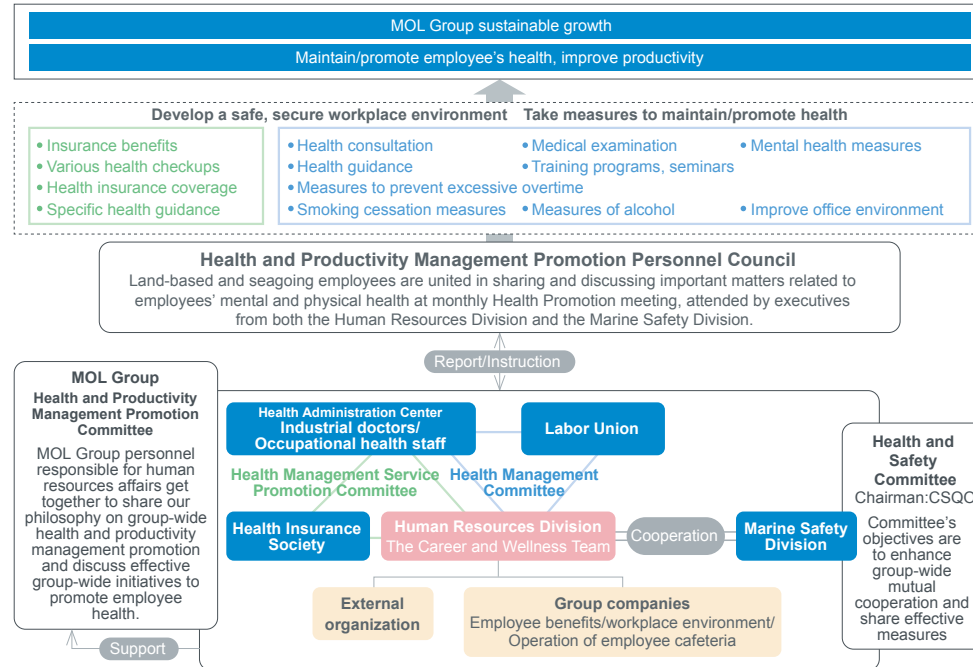 MOL Group sustainable growth
Maintain/promote employee's health, improve productivity
Develop a safe, secure workplace environment Take measures to maintain/promote health
• Insurance benefits
• Various health checkups
• Health insurance coverage
• Specific health guidance
• Health consultation
• Medical examination
• Mental health measures
• Health guidance
• Training programs, seminars
• Measures to prevent excessive overtime
• Smoking cessation measures
• Measures of alcohol
• Improve office environment
Health and Productivity Management Promotion Personnel Council
Land-based and seagoing employees are united in sharing and discussing important matters related to
employees' mental and physical health at monthly Health Promotion meeting, attended by executives
from both the Human Resources Division and the Marine Safety Division.
Report/Instruction
MOL Group
Health and Productivity
Management Promotion
Committee
MOL Group personnel
responsible for human
resources affairs get
together to share our
philosophy on group-wide
health and productivity
management promotion
and discuss effective
group-wide initiatives to
promote employee
health.
Support
Health Administration Center
Industrial doctors/
Occupational health staff
Labor Union
Health Management Service
Promotion Committee
Health Management
Committee
Health Insurance
Society
Human Resources Division
The Career and Wellness Team
Cooperation
Marine Safety
Division
External
organization
Group companies
Employee benefits/workplace environment/
Operation of employee cafeteria
Health and
Safety
Committee
Chairman:CSQO
Committee's
objectives are
to enhance
group-wide
mutual
cooperation and
share effective
measures